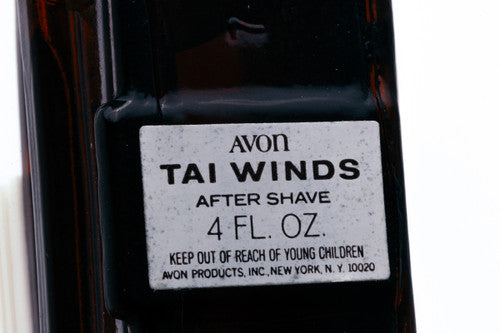 AVON
TAI WINDS
AFTER SHAVE
4 FL. OZ.
KEEP OUT OF REACH OF YOUNG CHILDREN
AVON PRODUCTS, INC., NEW YORK, N. Y. 10020